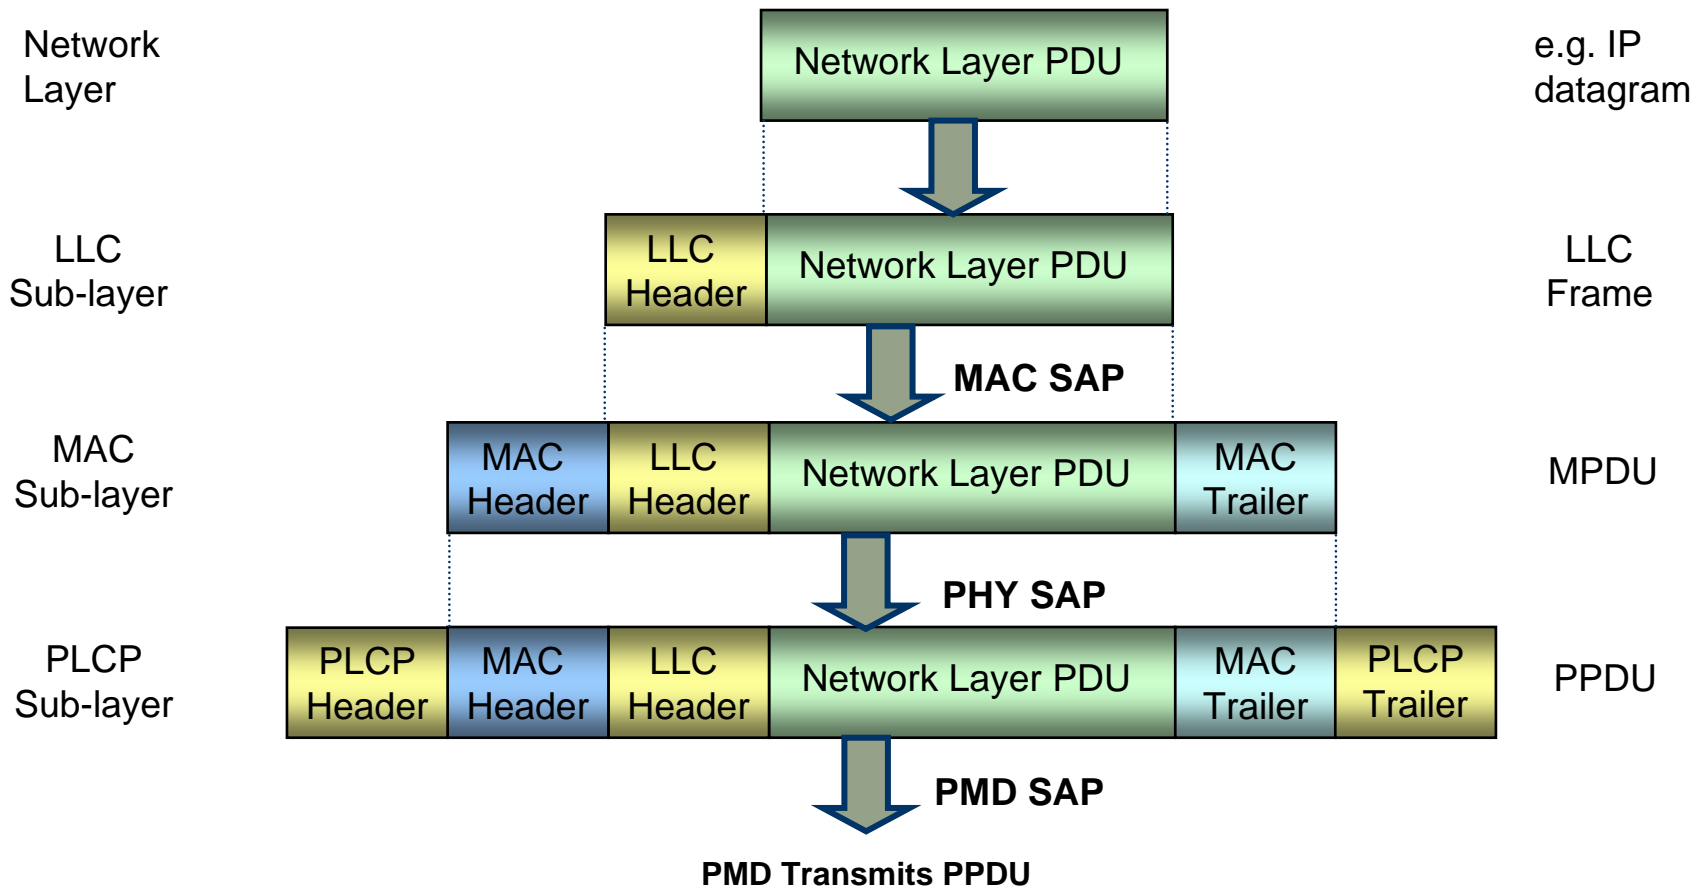 Network
Layer
Network Layer PDU
e.g. IP
datagram
LLC
Sub-layer
LLC
Header
Network Layer PDU
LLC
Frame
MAC SAP
MAC
Sub-layer
MAC
Header
LLC
Header
Network Layer PDU
MAC
Trailer
MPDU
PHY SAP
PLCP
Sub-layer
PLCP
Header
MAC
Header
LLC
Header
Network Layer PDU
MAC
Trailer
PLCP
Trailer
PPDU
PMD SAP
PMD Transmits PPDU